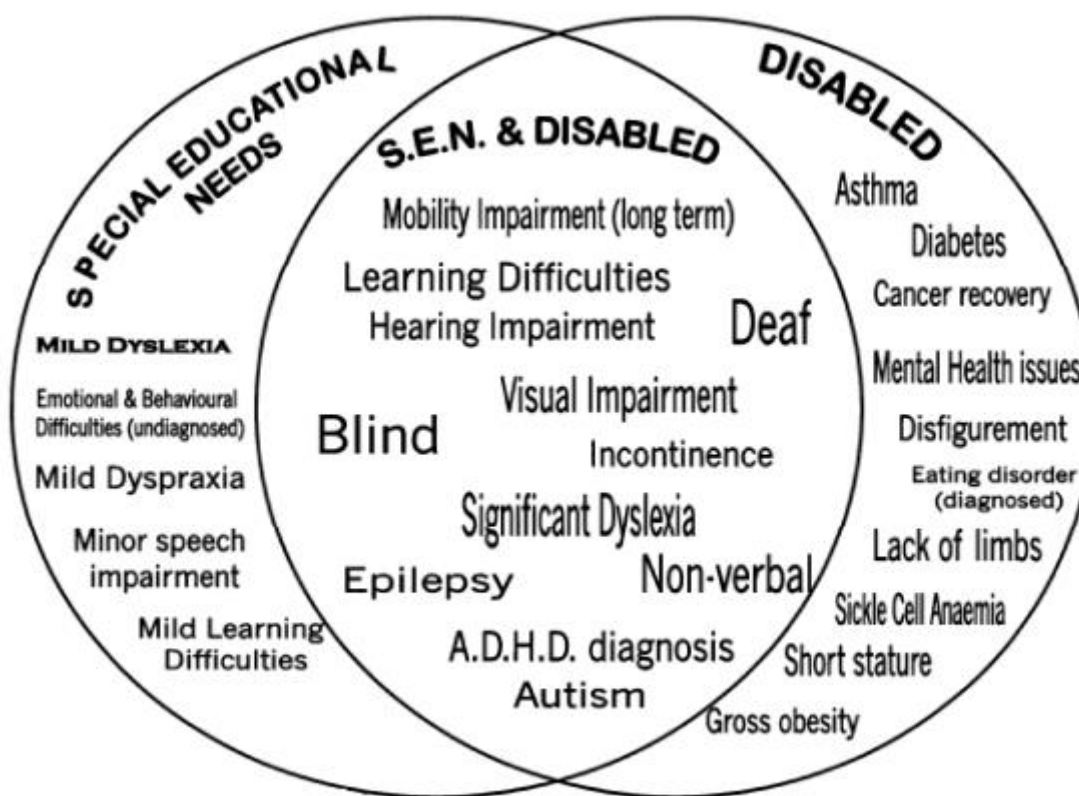 SPECIAL EDUCATIONAL
NEEDS
MILD DYSLEXIA
Emotional & Behavioural
Difficulties (undiagnosed)
Mild Dyspraxia
Minor speech
impairment
Mild Learning
Difficulties
S.E.N. & DISABLED
Mobility Impairment (long term)
Learning Difficulties
Hearing Impairment
Deaf
Visual Impairment
Blind
Incontinence
Significant Dyslexia
Epilepsy
Non-verbal
A.D.H.D. diagnosis
Autism
DISABLED
Asthma
Diabetes
Cancer recovery
Mental Health issues
Disfigurement
Eating disorder
(diagnosed)
Lack of limbs
Sickle Cell Anaemia
Short stature
Gross obesity